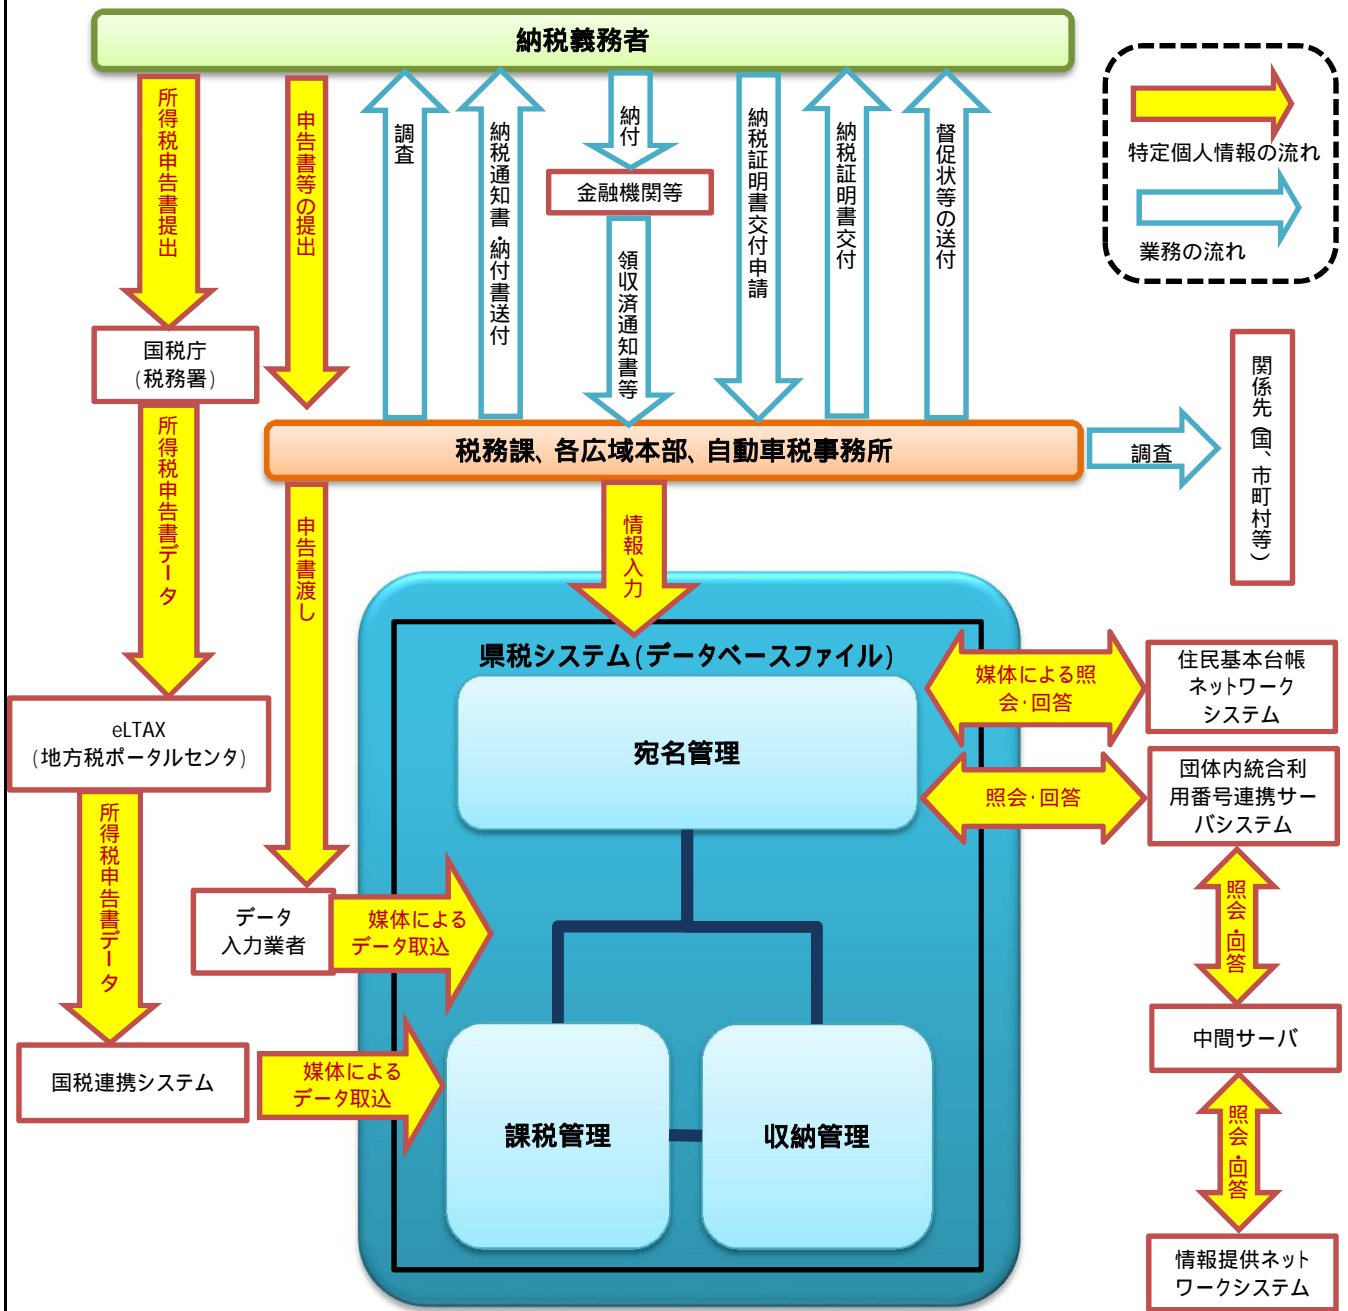 納税義務者
所得税申告書提出
申告書等の提出
調査
納税通知書・納付書送付
納付
納税証明書交付申請
納税証明書交付
督促状等の送付
特定個人情報の流れ
業務の流れ
金融機関等
領収済通知書等
国税庁
(税務署)
関係先(国、市町村等)
税務課、各広域本部、自動車税事務所
調査
所得税申告書データ
申告書渡し
情報入力
県税システム(データベースファイル)
宛名管理
媒体による照
会・回答
住民基本台帳
ネットワーク
システム
eLTAX
(地方税ポータルセンタ)
照会・回答
団体内統合利
用番号連携サー
バシステム
所得税申告書データ
データ
入力業者
媒体による
データ取込
照会・回答
中間サーバ
国税連携システム
媒体による
データ取込
課税管理
収納管理
照会・回答
情報提供ネット
ワークシステム